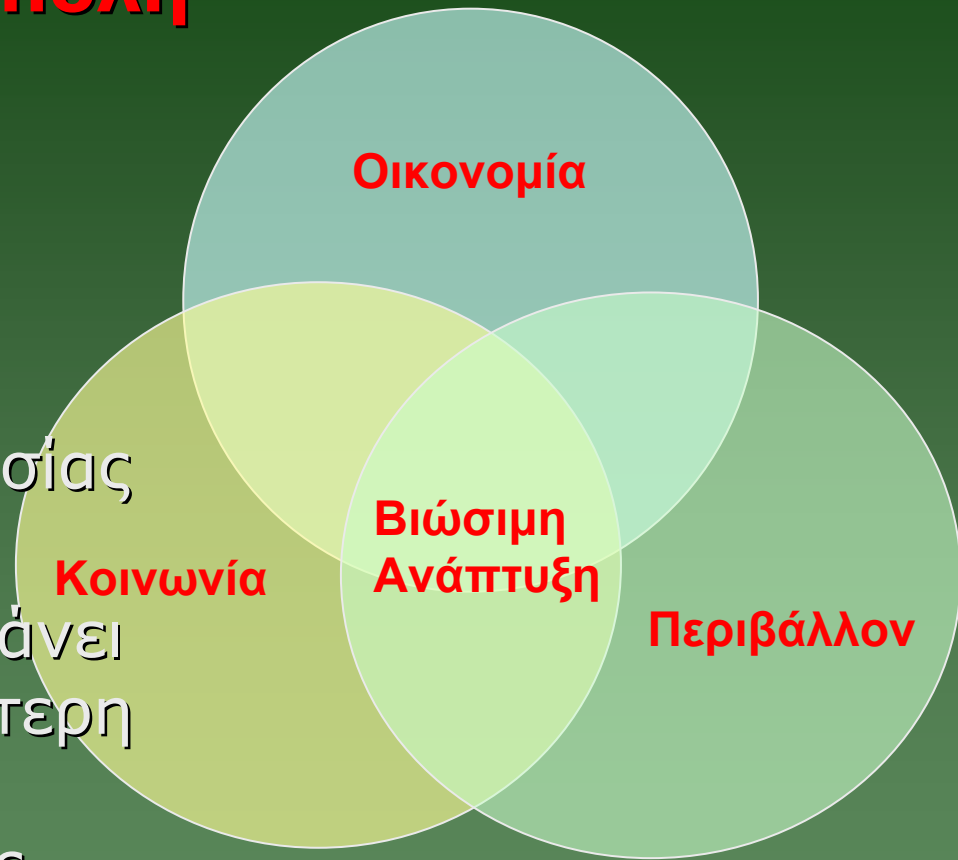 Οικονομία
σίας
Βιώσιμη
Ανάπτυξη
Κοινωνία
άνει
Περιβάλλον
τερη